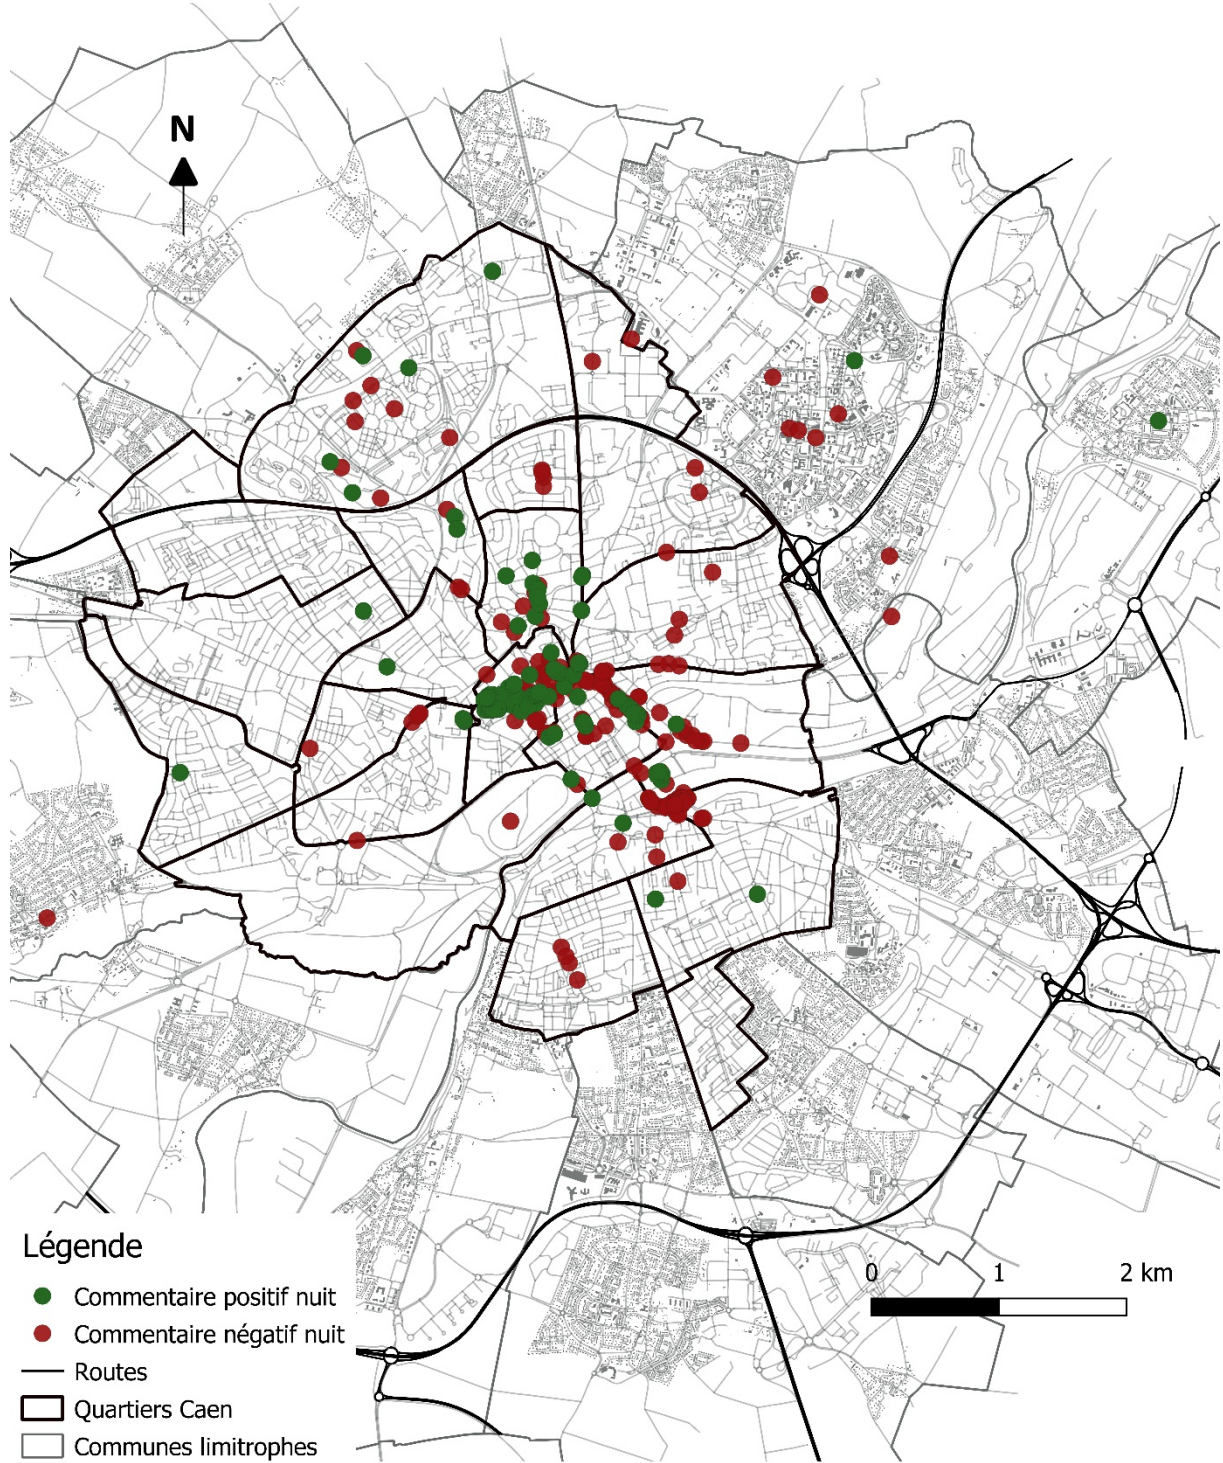 N
Légende
Commentaire positif nuit
Commentaire négatif nuit
Routes
Quartiers Caen
Communes limitrophes
0 1 2 km